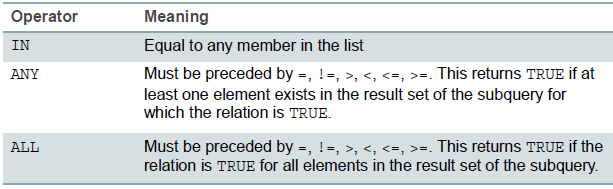 Operator Meaning
IN Equal to any member in the list
ANY Must be preceded by =, !=, >, <, <=, >=. This returns TRUE if at
least one element exists in the result set of the subquery for
which the relation is TRUE.
ALL Must be preceded by =, !=, >, <, <=, >=. This returns TRUE if the
relation is TRUE for all elements in the result set of the subquery.